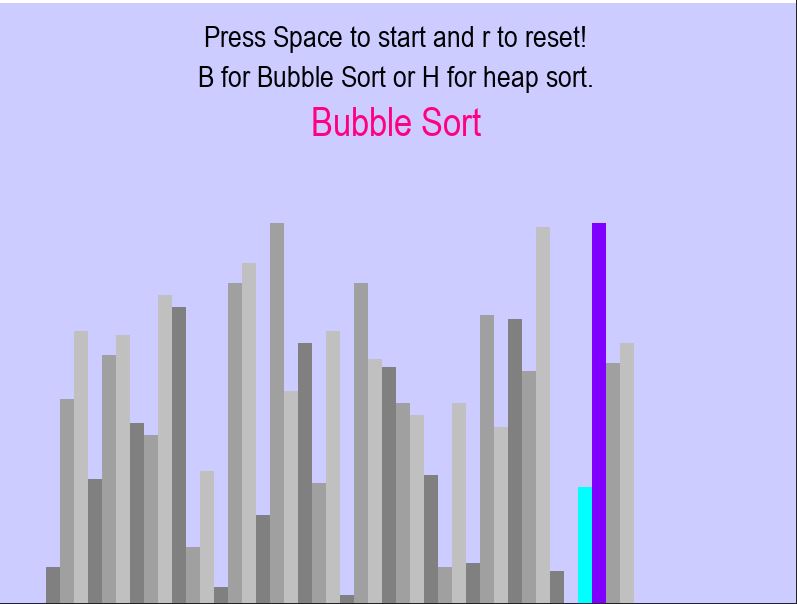 Press Space to start and r to reset!
B for Bubble Sort or H for heap sort.
Bubble Sort